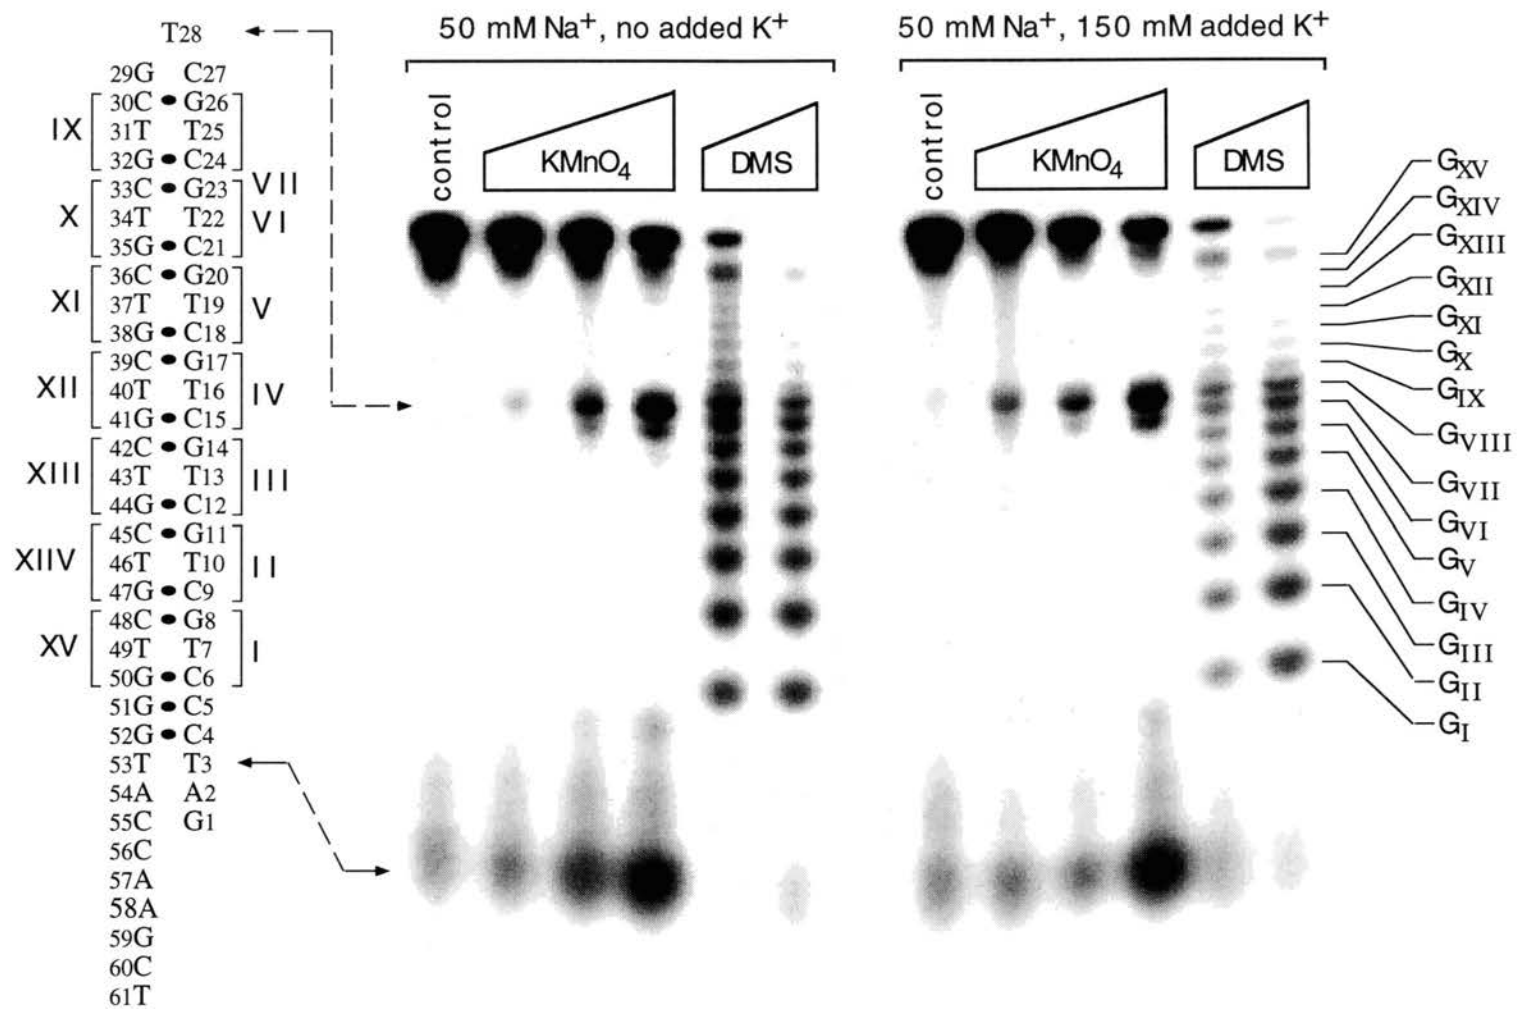 50 mM Na+, no added K+
50 mM Na+, 150 mM added K+
control
KMnO4
DMS
control
KMnO4
DMS
T28
29G C27
30C G26
IX 31T T25
32G C24
33C G23 VII
X 34T T22 VI
35G C21
36C G20
XI 37T T19 V
38G C18
39C G17
XII 40T T16 IV
41G C15
42C G14
XIII 43T T13 III
44G C12
45C G11
XIIV 46T T10 II
47G C9
48C G8
XV 49T T7 I
50G C6
51G C5
52G C4
53T T3
54A A2
55C G1
56C
57A
58A
59G
60C
61T
GXV
GXIV
GXIII
GXII
GXI
GX
GIX
GVIII
GVII
GVI
GV
GIV
GIII
GII
GI